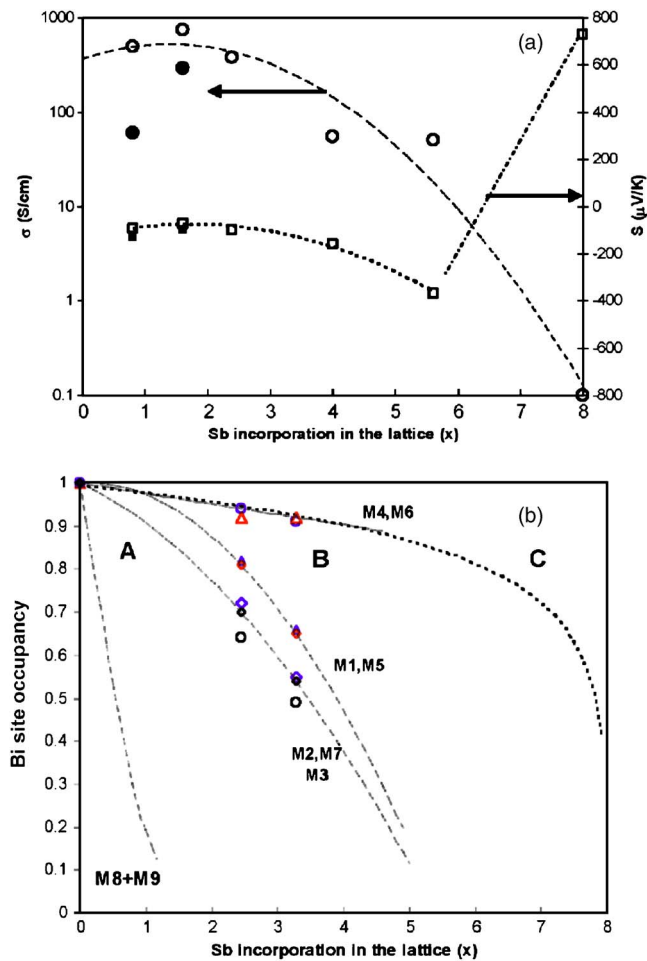 (a)
σ (S/cm)
1000
100
10
1
0.1
800
600
400
200
0
-200
-400
-600
-800
S (μV/K)
0 1 2 3 4 5 6 7 8
Sb incorporation in the lattice (x)
(b)
Bi site occupancy
1
0.9
0.8
0.7
0.6
0.5
0.4
0.3
0.2
0.1
0
M4,M6
A B C
M1,M5
M2,M7
M3
M8+M9
0 1 2 3 4 5 6 7 8
Sb incorporation in the lattice (x)